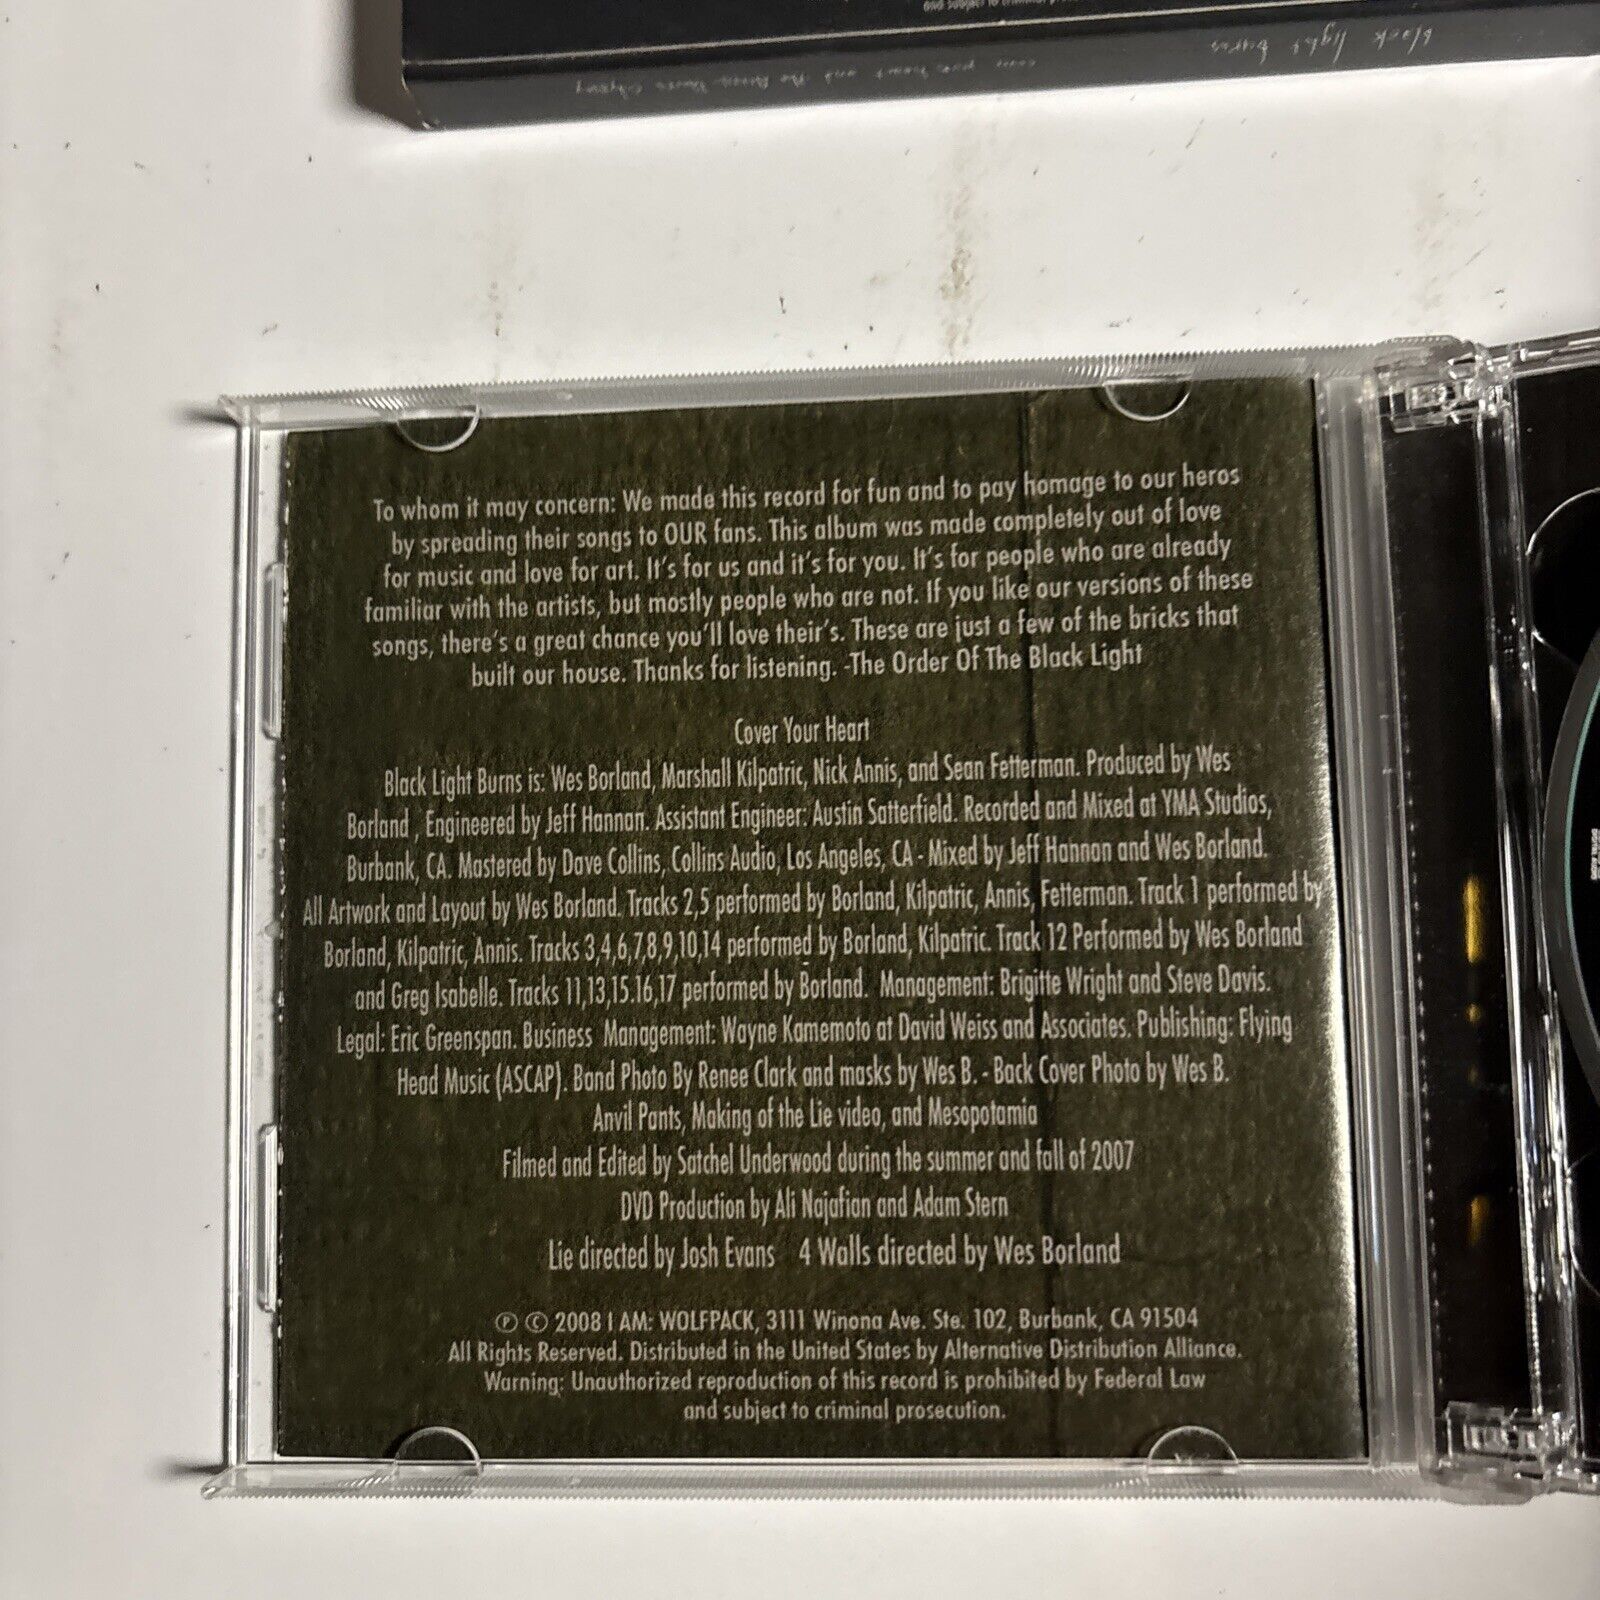 and subject to criminal
black light burns
cover your heart and the
To whom it may concern: We made this record for fun and to pay homage to our heros
by spreading their songs to OUR fans. This album was made completely out of love
for music and love for art. It's for us and it's for you. It's for people who are already
familiar with the artists, but mostly people who are not. If you like our versions of these
songs, there's a great chance you'll love their's. These are just a few of the bricks that
built our house. Thanks for listening. -The Order Of The Black Light
Cover Your Heart
Black Light Burns is: Wes Borland, Marshall Kilpatric, Nick Annis, and Sean Fetterman. Produced by Wes
Borland , Engineered by Jeff Hannan. Assistant Engineer: Austin Satterfield. Recorded and Mixed at YMA Studios,
Burbank, CA. Mastered by Dave Collins, Collins Audio, Los Angeles, CA - Mixed by Jeff Hannan and Wes Borland.
All Artwork and Layout by Wes Borland. Tracks 2,5 performed by Borland, Kilpatric, Annis, Fetterman. Track 1 performed by
Borland, Kilpatric, Annis. Tracks 3,4,6,7,8,9,10,14 performed by Borland, Kilpatric. Track 12 Performed by Wes Borland
and Greg Isabelle. Tracks 11,13,15.16,17 performed by Borland. Management: Brigitte Wright and Steve Davis.
Legal: Eric Greenspan. Business Management: Wayne Kamemoto at David Weiss and Associates. Publishing: Flying
Head Music (ASCAP). Band Photo By Renee Clark and masks by Wes B. - Back Cover Photo by Wes B.
Anvil Pants, Making of the Lie video, and Mesopotamia
Filmed and Edited by Satchel Underwood during the summer and fall of 2007
DVD Production by Ali Najafian and Adam Stern
Lie directed by Josh Evans 4 Walls directed by Wes Borland
℗ © 2008 I AM: WOLFPACK, 3111 Winona Ave. Ste. 102, Burbank, CA 91504
All Rights Reserved. Distributed in the United States by Alternative Distribution Alliance.
Warning: Unauthorized reproduction of this record is prohibited by Federal Law
and subject to criminal prosecution.